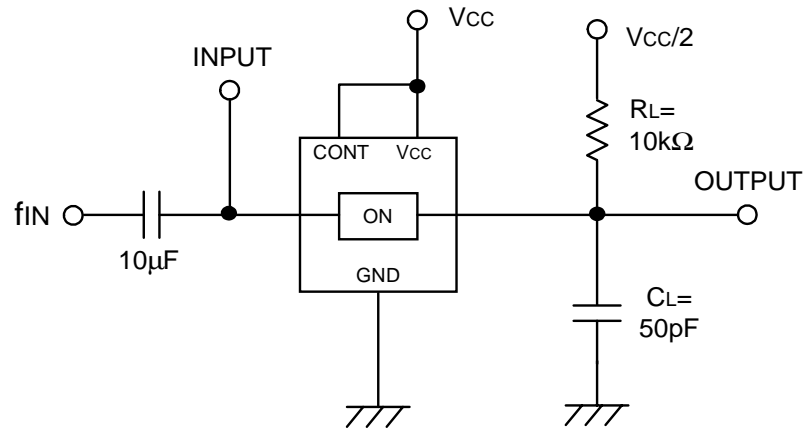 VCC
VCC/2
INPUT
RL=
10kΩ
CONT
VCC
OUTPUT
fIN
ON
10µF
GND
CL=
50pF